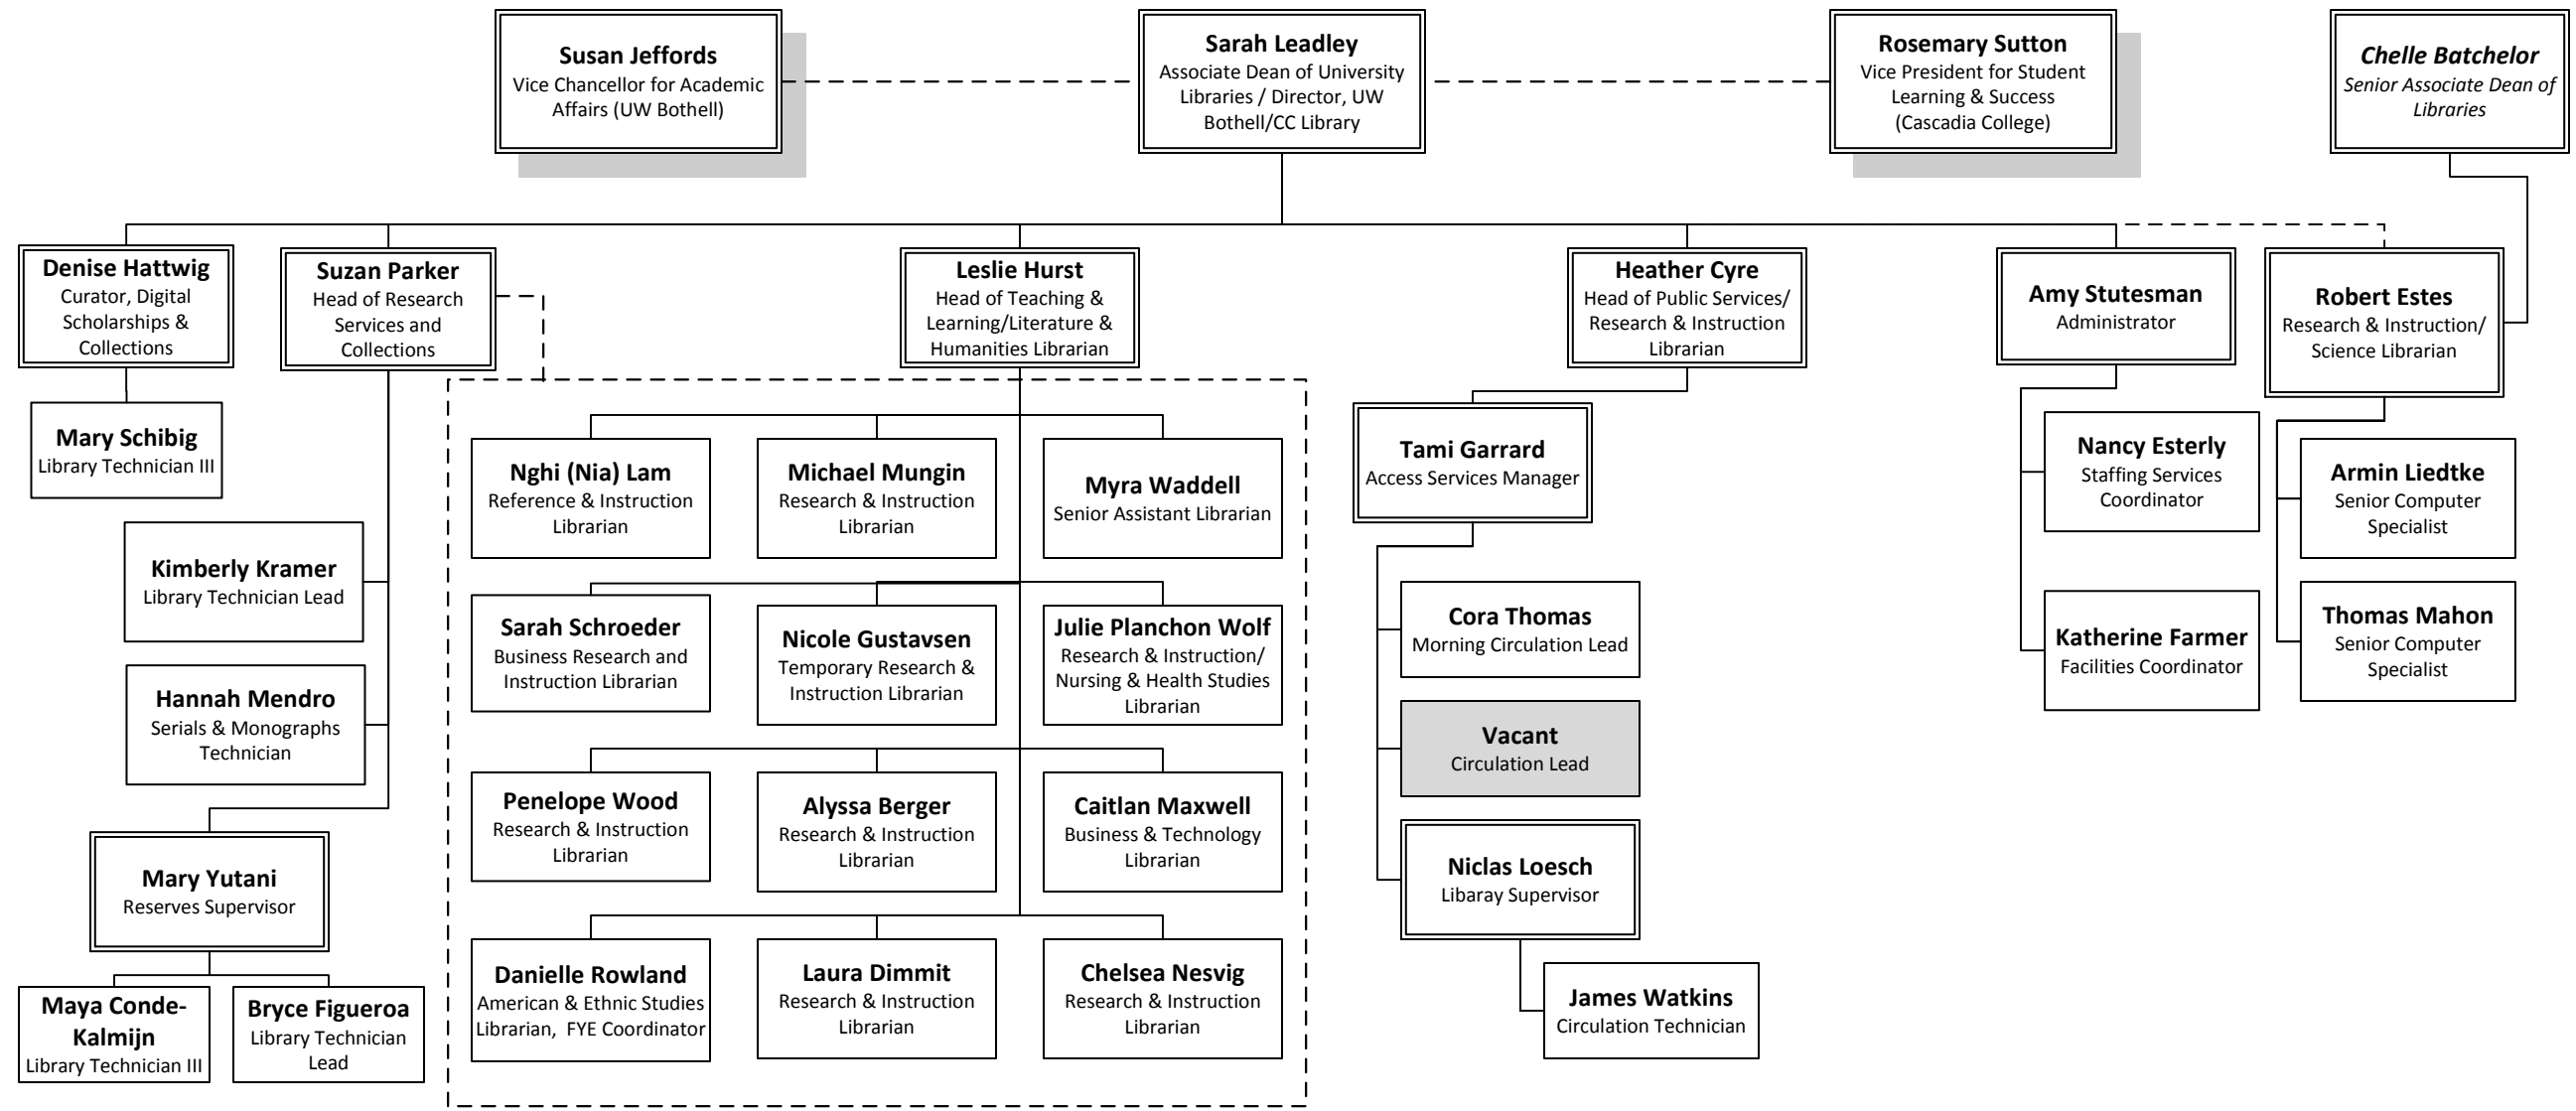 Susan Jeffords
Vice Chancellor for Academic
Affairs (UW Bothell)
Sarah Leadley
Associate Dean of University
Libraries / Director, UW
Bothell/CC Library
Rosemary Sutton
Vice President for Student
Learning & Success
(Cascadia College)
Chelle Batchelor
Senior Associate Dean of
Libraries
Denise Hattwig
Curator, Digital
Scholarships &
Collections
Suzan Parker
Head of Research
Services and
Collections
Leslie Hurst
Head of Teaching &
Learning/Literature &
Humanities Librarian
Heather Cyre
Head of Public Services/
Research & Instruction
Librarian
Amy Stutesman
Administrator
Robert Estes
Research & Instruction/
Science Librarian
Mary Schibig
Library Technician III
Kimberly Kramer
Library Technician Lead
Hannah Mendro
Serials & Monographs
Technician
Mary Yutani
Reserves Supervisor
Maya Conde-
Kalmijn
Library Technician III
Bryce Figueroa
Library Technician
Lead
Nghi (Nia) Lam
Reference & Instruction
Librarian
Michael Mungin
Research & Instruction
Librarian
Myra Waddell
Senior Assistant Librarian
Sarah Schroeder
Business Research and
Instruction Librarian
Nicole Gustavsen
Temporary Research &
Instruction Librarian
Julie Planchon Wolf
Research & Instruction/
Nursing & Health Studies
Librarian
Penelope Wood
Research & Instruction
Librarian
Alyssa Berger
Research & Instruction
Librarian
Caitlan Maxwell
Business & Technology
Librarian
Danielle Rowland
American & Ethnic Studies
Librarian, FYE Coordinator
Laura Dimmit
Research & Instruction
Librarian
Chelsea Nesvig
Research & Instruction
Librarian
Tami Garrard
Access Services Manager
Cora Thomas
Morning Circulation Lead
Vacant
Circulation Lead
Niclas Loesch
Libaray Supervisor
James Watkins
Circulation Technician
Nancy Esterly
Staffing Services
Coordinator
Katherine Farmer
Facilities Coordinator
Armin Liedtke
Senior Computer
Specialist
Thomas Mahon
Senior Computer
Specialist